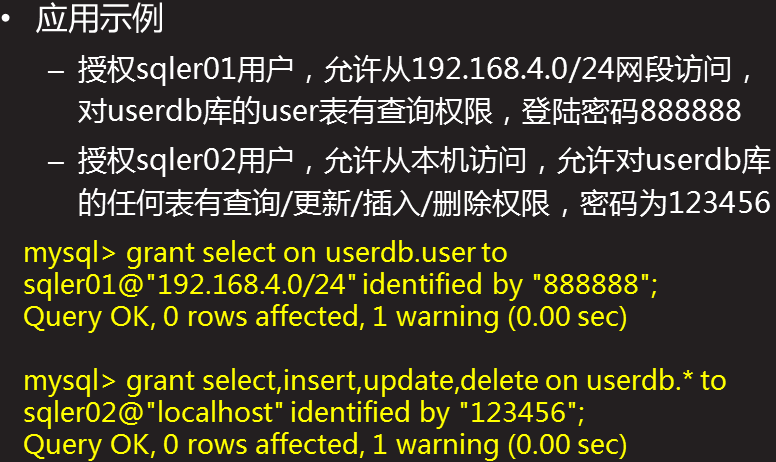 • 应用示例
– 授权sqler01用户，允许从192.168.4.0/24网段访问，
对userdb库的user表有查询权限，登陆密码888888
– 授权sqler02用户，允许从本机访问，允许对userdb库
的任何表有查询/更新/插入/删除权限，密码为123456
mysql> grant select on userdb.user to
sqler01@"192.168.4.0/24" identified by "888888";
Query OK, 0 rows affected, 1 warning (0.00 sec)
mysql> grant select,insert,update,delete on userdb.* to
sqler02@"localhost" identified by "123456";
Query OK, 0 rows affected, 1 warning (0.00 sec)